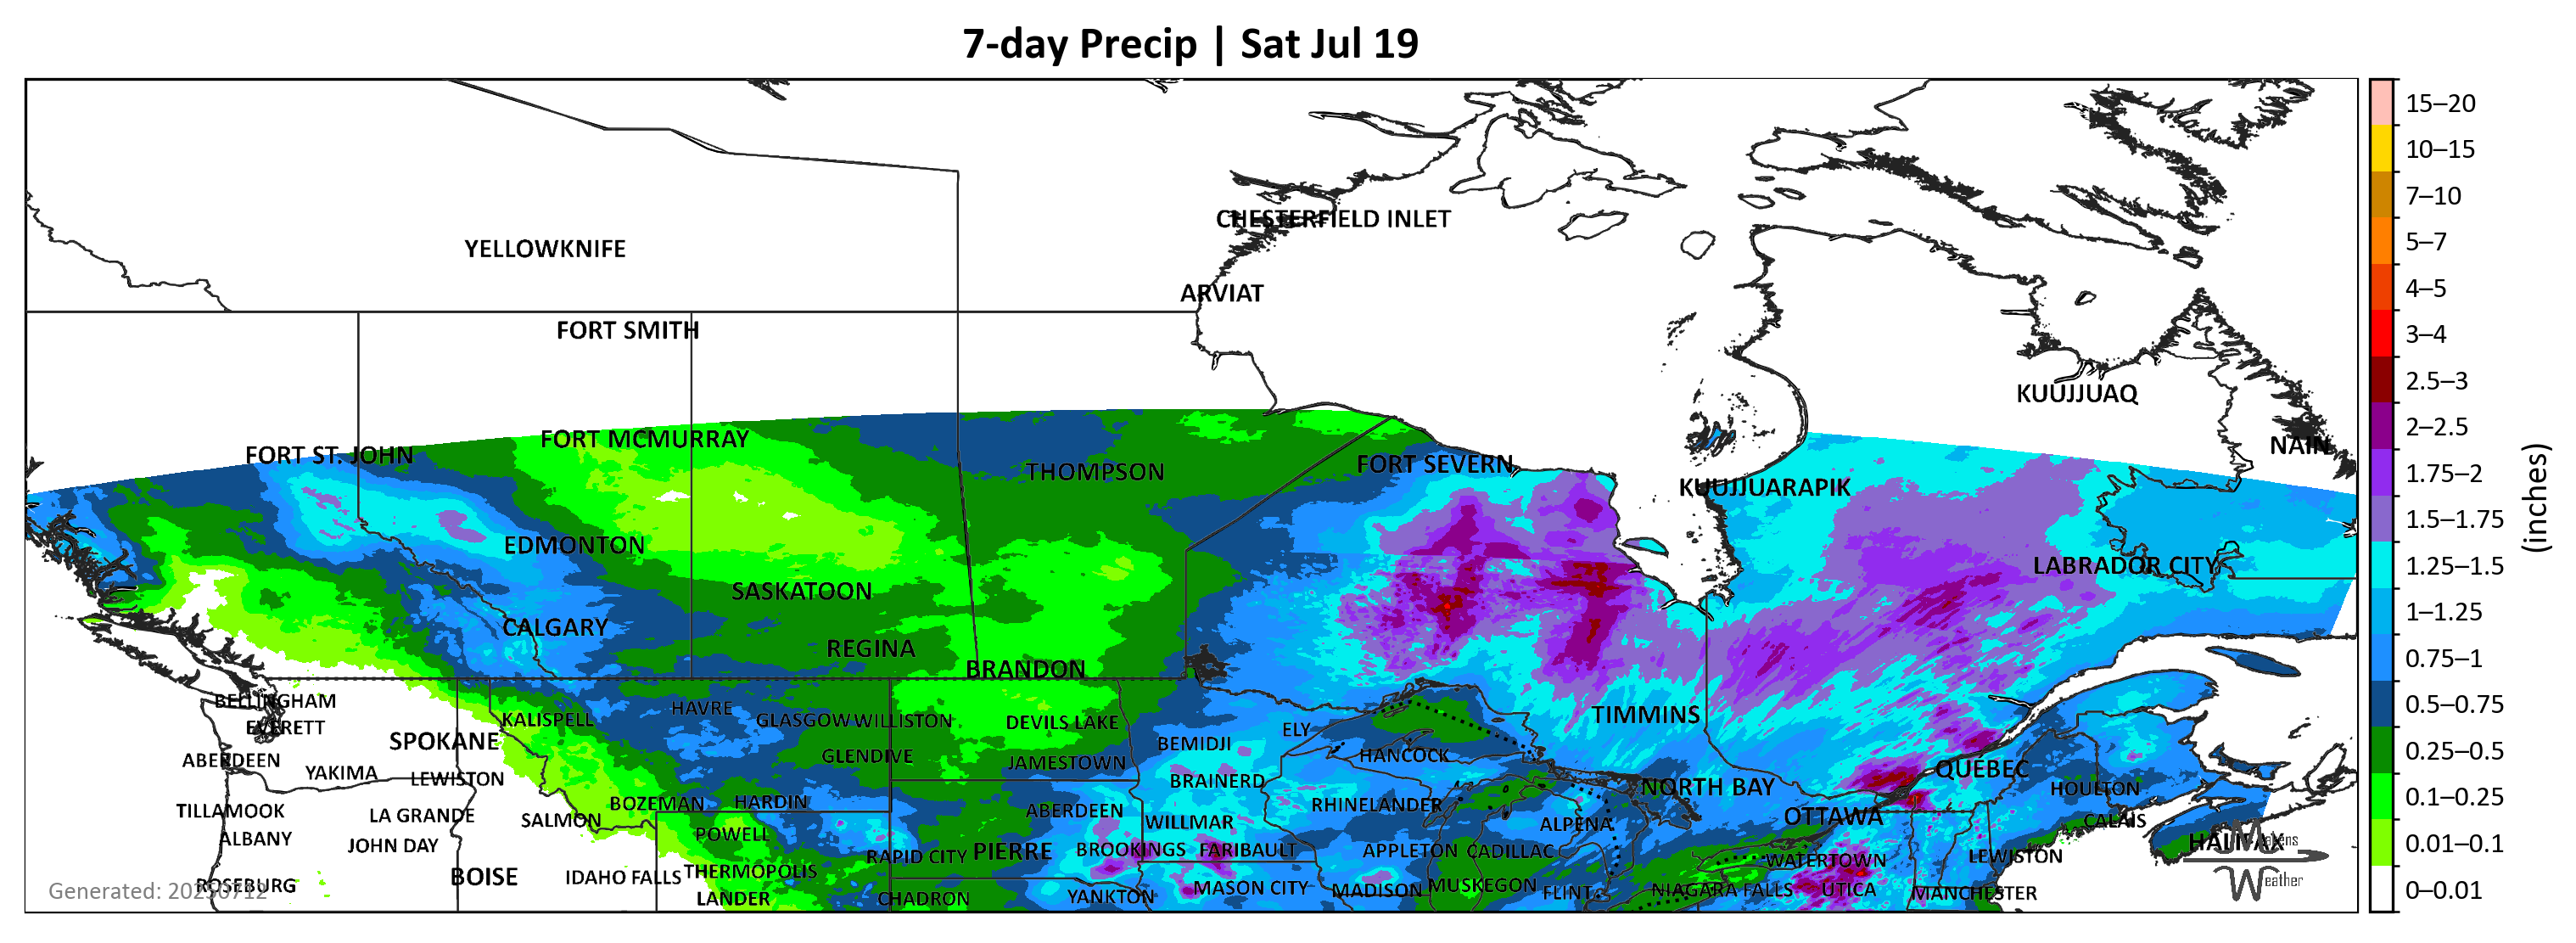 7-day Precip | Sat Jul 19
CHESTERFIELD INLET
YELLOWKNIFE
ARVIAT
FORT SMITH
KUUJJUAQ
FORT MCMURRAY
NAIN
FORT ST. JOHN
FORT SEVERN
THOMPSON
KUUJJUARAPIK
EDMONTON
LABRADOR CITY
SASKATOON
CALGARY
REGINA
BRANDON
BELLINGHAM
HAVRE
TIMMINS
KALISPELL
GLASGOW WILLISTON
DEVILS LAKE
EVERETT
ELY
SPOKANE
BEMIDJI
GLENDIVE
HANCOCK
ABERDEEN
JAMESTOWN
QUÉBEC
YAKIMA
LEWISTON
BRAINERD
NORTH BAY
HOULTON
BOZEMAN
HARDIN
RHINELANDER
TILLAMOOK
LA GRANDE
SALMON
ABERDEEN
WILLMAR
ALPENA
OTTAWA
CALAIS
ALBANY
POWELL
JOHN DAY
HALIFAX
RAPID CITY
PIERRE
BROOKINGS
FARIBAULT
APPLETON
CADILLAC
WATERTOWN
LEWISTON
BOISE
IDAHO FALLS
THERMOPOLIS
ROSEBURG
MASON CITY
MADISON
MUSKEGON
FLINT
NIAGARA FALLS
UTICA
MANCHESTER
LANDER
CHADRON
YANKTON
Generated: 20250712
Weather
15–20
10–15
7–10
5–7
4–5
3–4
2.5–3
2–2.5
1.75–2
1.5–1.75
1.25–1.5
1–1.25
0.75–1
0.5–0.75
0.25–0.5
0.1–0.25
0.01–0.1
0–0.01
(inches)